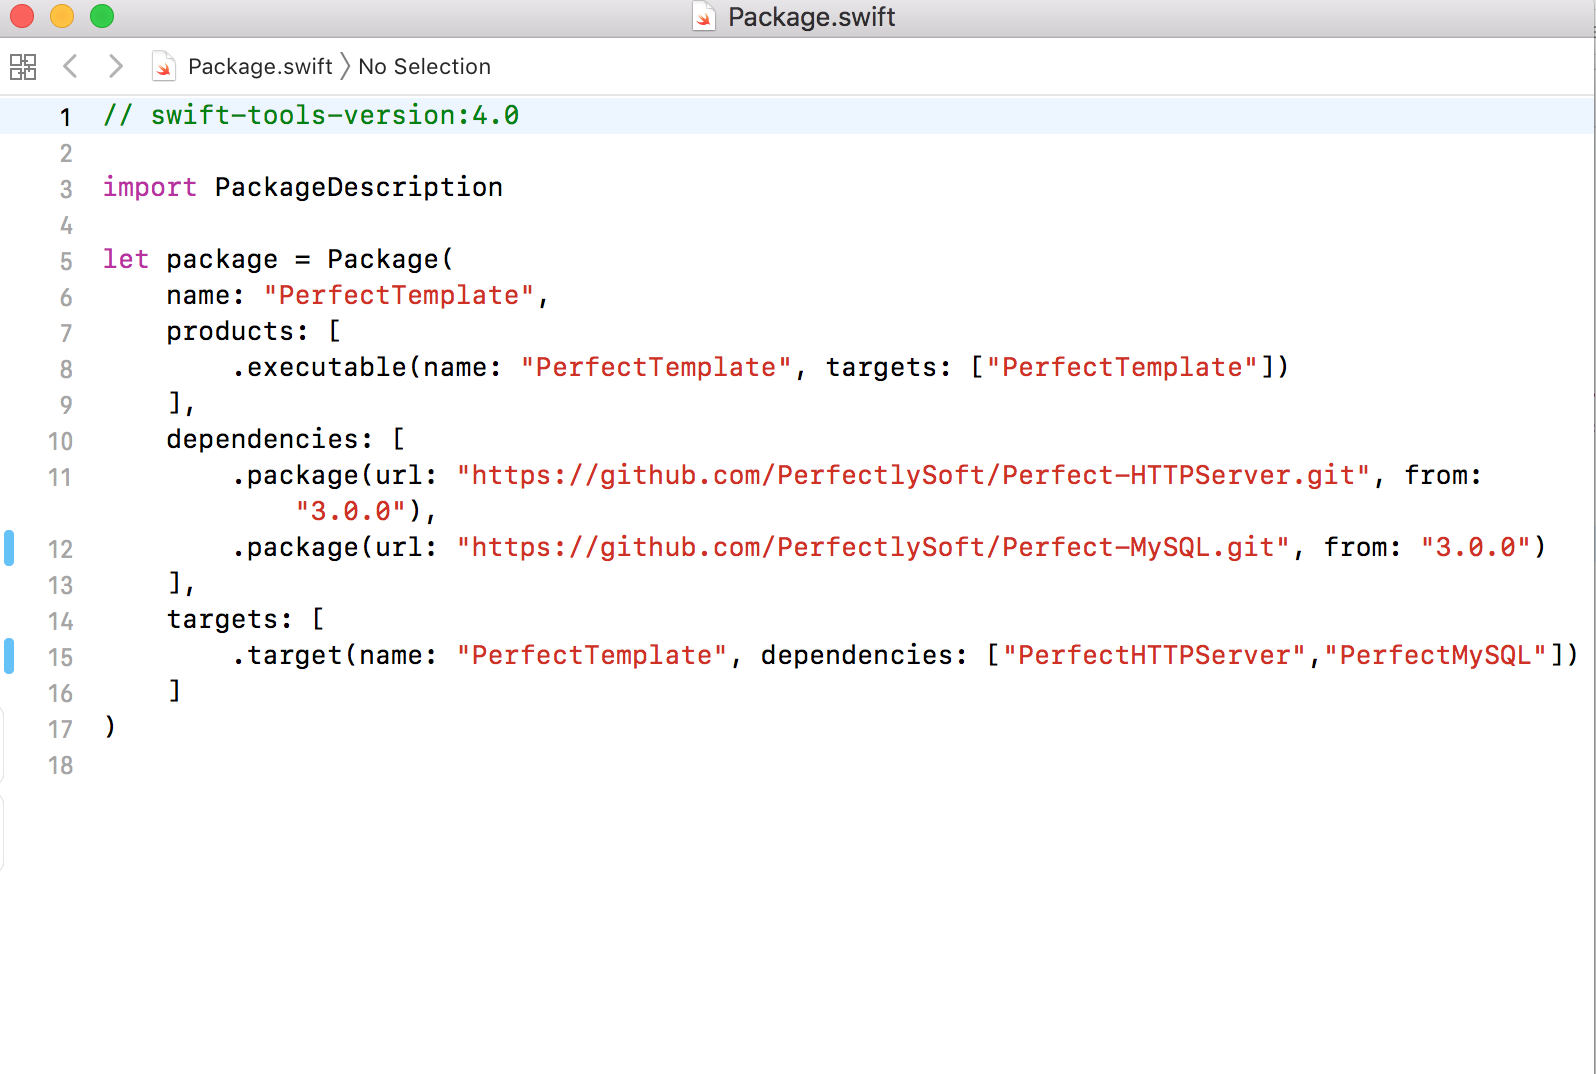 Package.swift
Package.swift 〉 No Selection
1 // swift-tools-version:4.0
2
3 import PackageDescription
4
5 let package = Package(
6     name: "PerfectTemplate",
7     products: [
8         .executable(name: "PerfectTemplate", targets: ["PerfectTemplate"])
9     ],
10     dependencies: [
11         .package(url: "https://github.com/PerfectlySoft/Perfect-HTTPServer.git", from:
            "3.0.0"),
12         .package(url: "https://github.com/PerfectlySoft/Perfect-MySQL.git", from: "3.0.0")
13     ],
14     targets: [
15         .target(name: "PerfectTemplate", dependencies: ["PerfectHTTPServer","PerfectMySQL"])
16     ]
17 )
18